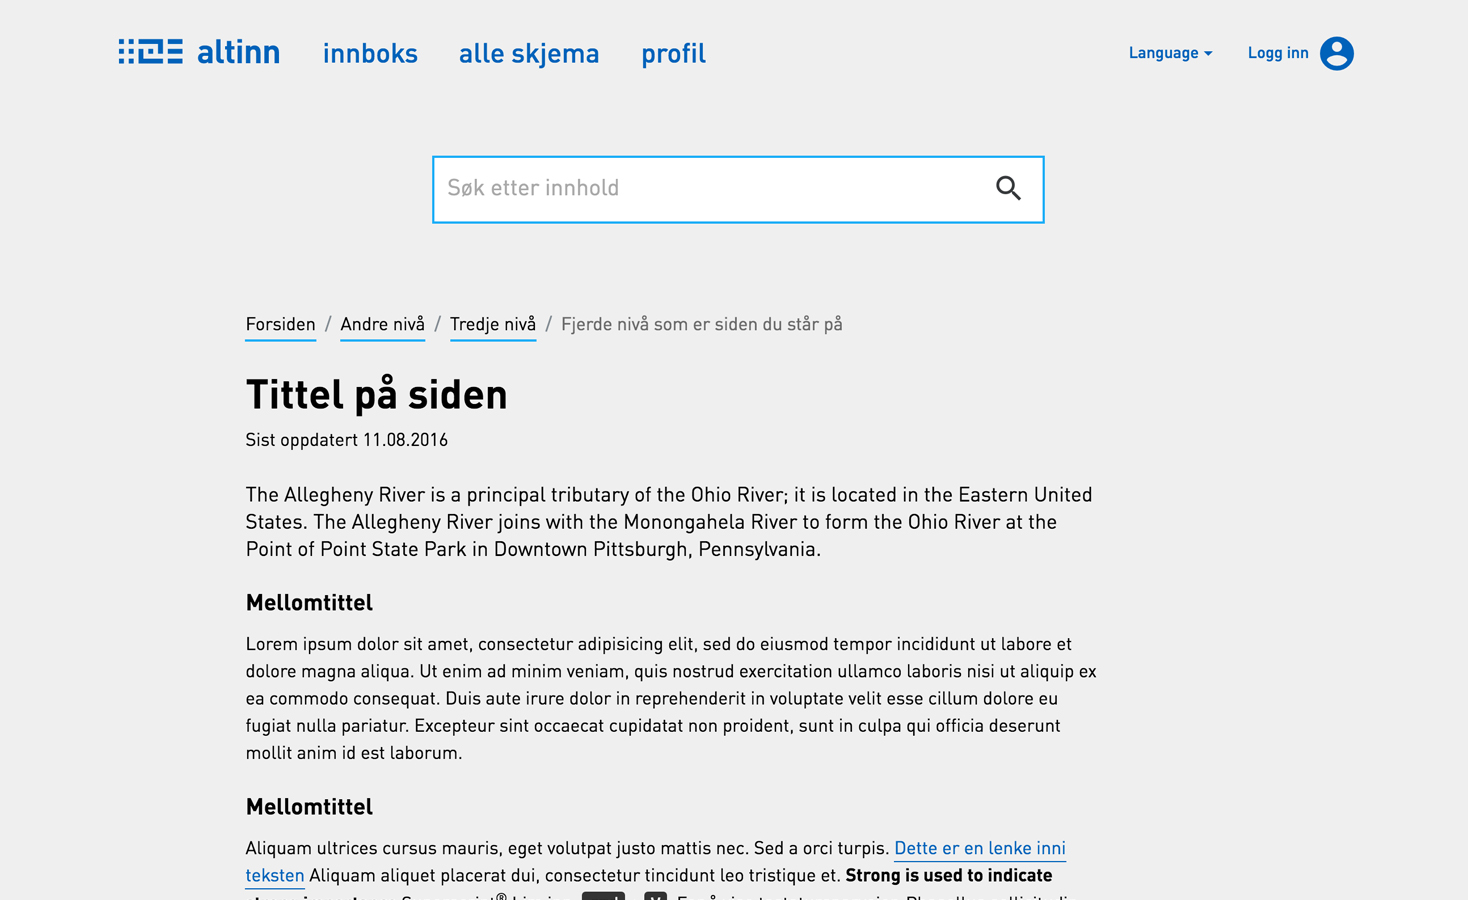 altinn innboks alle skjema profil Language Logg inn
Søk etter innhold
Forsiden / Andre nivå / Tredje nivå / Fjerde nivå som er siden du står på
Tittel på siden
Sist oppdatert 11.08.2016
The Allegheny River is a principal tributary of the Ohio River; it is located in the Eastern United
States. The Allegheny River joins with the Monongahela River to form the Ohio River at the
Point of Point State Park in Downtown Pittsburgh, Pennsylvania.
Mellomtittel
Lorem ipsum dolor sit amet, consectetur adipisicing elit, sed do eiusmod tempor incididunt ut labore et
dolore magna aliqua. Ut enim ad minim veniam, quis nostrud exercitation ullamco laboris nisi ut aliquip ex
ea commodo consequat. Duis aute irure dolor in reprehenderit in voluptate velit esse cillum dolore eu
fugiat nulla pariatur. Excepteur sint occaecat cupidatat non proident, sunt in culpa qui officia deserunt
mollit anim id est laborum.
Mellomtittel
Aliquam ultrices cursus mauris, eget volutpat justo mattis nec. Sed a orci turpis. Dette er en lenke inni
teksten Aliquam aliquet placerat dui, consectetur tincidunt leo tristique et. Strong is used to indicate